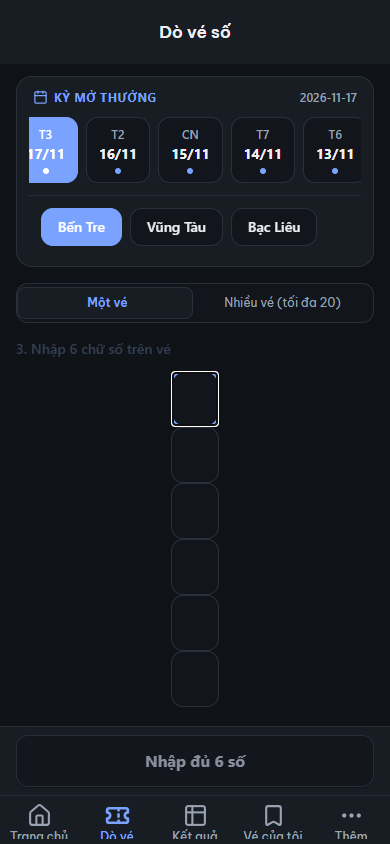 Dò vé số
KỲ MỞ THƯỞNG 2026-11-17
T3 T2 CN T7 T6
17/11 16/11 15/11 14/11 13/11
Bến Tre Vũng Tàu Bạc Liêu
Một vé Nhiều vé (tối đa 20)
3. Nhập 6 chữ số trên vé
Nhập đủ 6 số
Trang chủ Dò vé Kết quả Vé của tôi Thêm